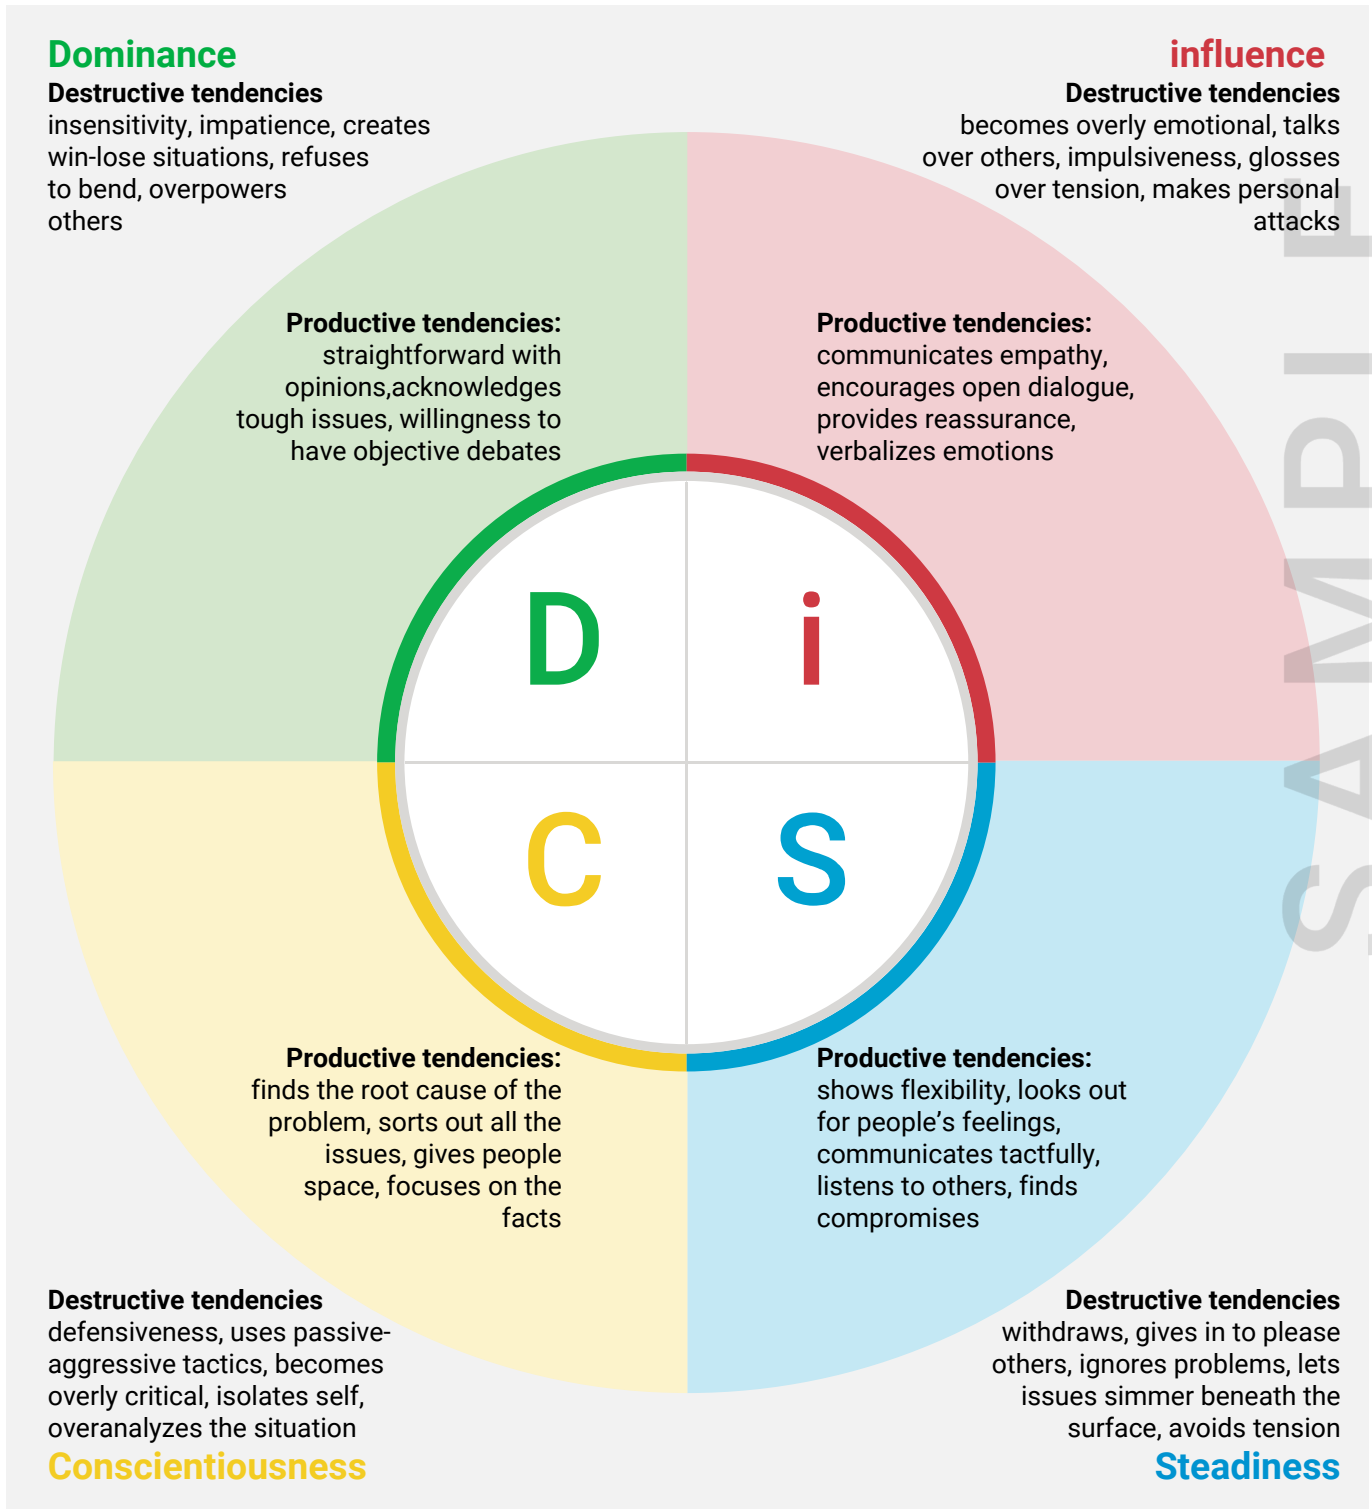 Dominance
Destructive tendencies
insensitivity, impatience, creates
win-lose situations, refuses
to bend, overpowers
others
influence
Destructive tendencies
becomes overly emotional, talks
over others, impulsiveness, glosses
over tension, makes personal
attacks
Productive tendencies:
straightforward with
opinions,acknowledges
tough issues, willingness to
have objective debates
Productive tendencies:
communicates empathy,
encourages open dialogue,
provides reassurance,
verbalizes emotions
D
i
C
S
Productive tendencies:
finds the root cause of the
problem, sorts out all the
issues, gives people
space, focuses on the
facts
Productive tendencies:
shows flexibility, looks out
for people’s feelings,
communicates tactfully,
listens to others, finds
compromises
Destructive tendencies
defensiveness, uses passive-
aggressive tactics, becomes
overly critical, isolates self,
overanalyzes the situation
Conscientiousness
Destructive tendencies
withdraws, gives in to please
others, ignores problems, lets
issues simmer beneath the
surface, avoids tension
Steadiness
SAMPLE